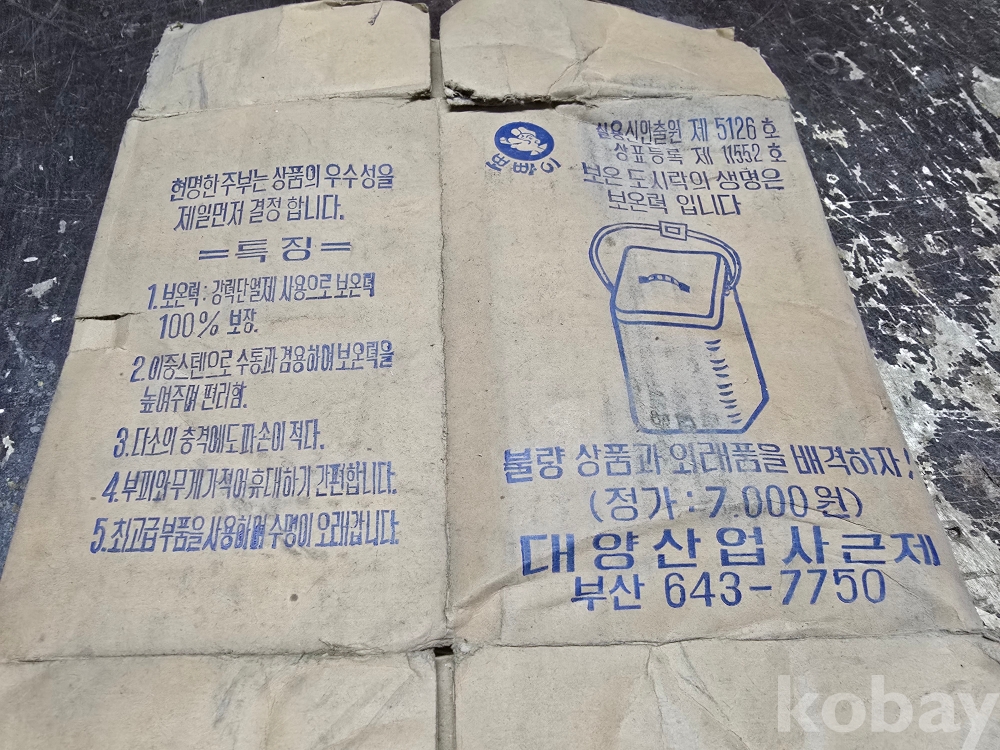 현명한 주부는 상품의 우수성을
제일먼저 결정 합니다.
=특징=
1. 보온력 : 강력단열제 사용으로 보온력
100% 보장.
2. 이중스텐으로 수통과 겸용하여 보온력을
높여주며 편리함.
3. 다소의 충격에도 파손이 적다.
4. 부피와 무게가 적어 휴대하기 간편합니다.
5. 최고급 부품을 사용하며 수명이 오래갑니다.
실용시안출원 제 5126 호
상표등록 제 11552 호
보온 도시락의 생명은
보온력 입니다
불량 상품과 외래품을 배격하자!
(정가 : 7.000원)
대양산업사근제
부산 643-7750
kobay